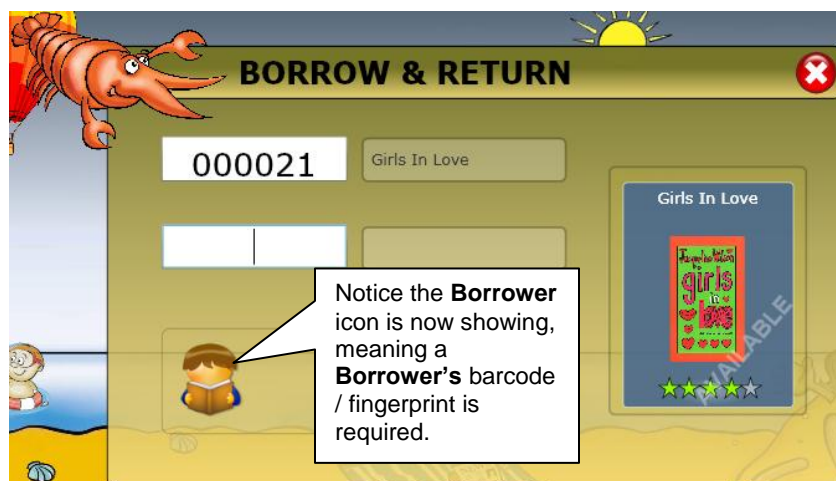 BORROW & RETURN
000021
Girls In Love
Girls In Love
girls
in
love
AVAILABLE
Notice the Borrower
icon is now showing,
meaning a
Borrower's barcode
/ fingerprint is
required.